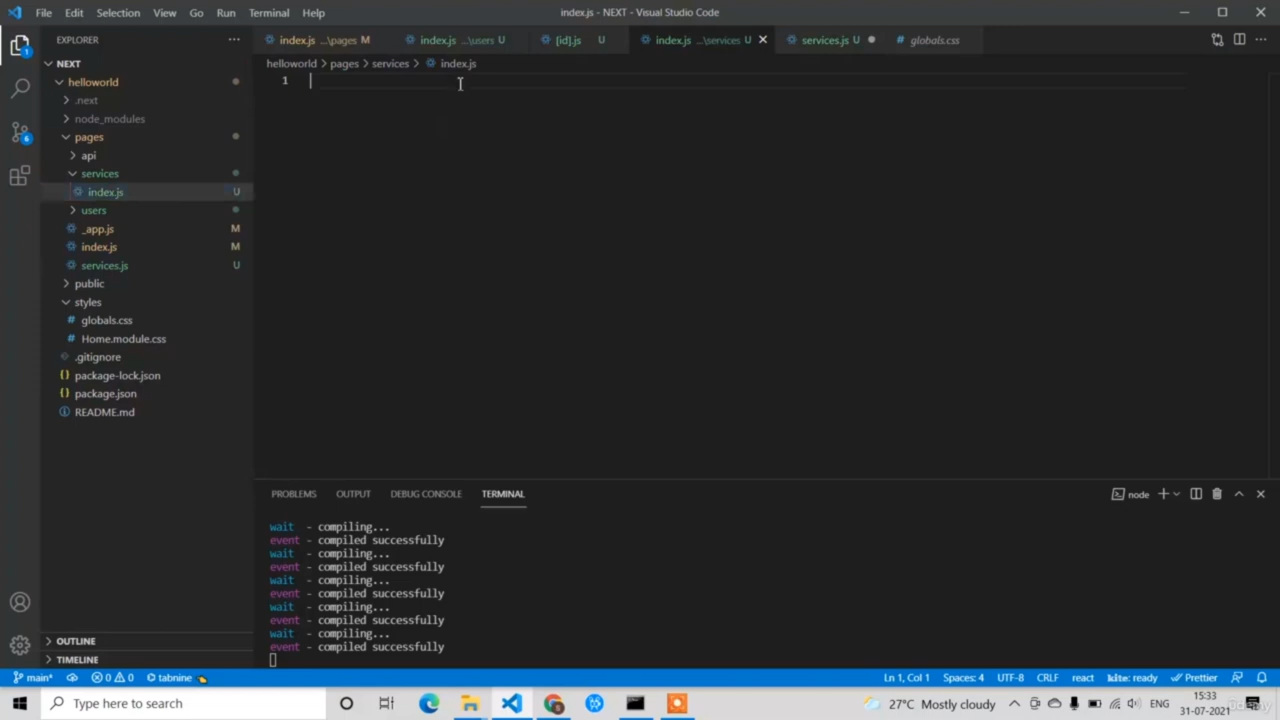 File Edit Selection View Go Run Terminal Help
index.js - NEXT - Visual Studio Code
EXPLORER
index.js ...\pages M
index.js ...\users U
[id].js U
index.js ...\services U
services.js U
globals.css
NEXT
helloworld > pages > services > index.js
helloworld
1
.next
node_modules
pages
api
services
index.js U
users
_app.js M
index.js M
services.js U
public
styles
globals.css
Home.module.css
.gitignore
package-lock.json
package.json
README.md
PROBLEMS OUTPUT DEBUG CONSOLE TERMINAL
node
wait - compiling...
event - compiled successfully
wait - compiling...
event - compiled successfully
wait - compiling...
event - compiled successfully
wait - compiling...
event - compiled successfully
wait - compiling...
event - compiled successfully
OUTLINE
TIMELINE
main* 0 0 tabnine
Ln 1, Col 1 Spaces: 4 UTF-8 CRLF react kite: ready Prettier
Type here to search
27°C Mostly cloudy
ENG
15:33
31-07-2021
Udemy